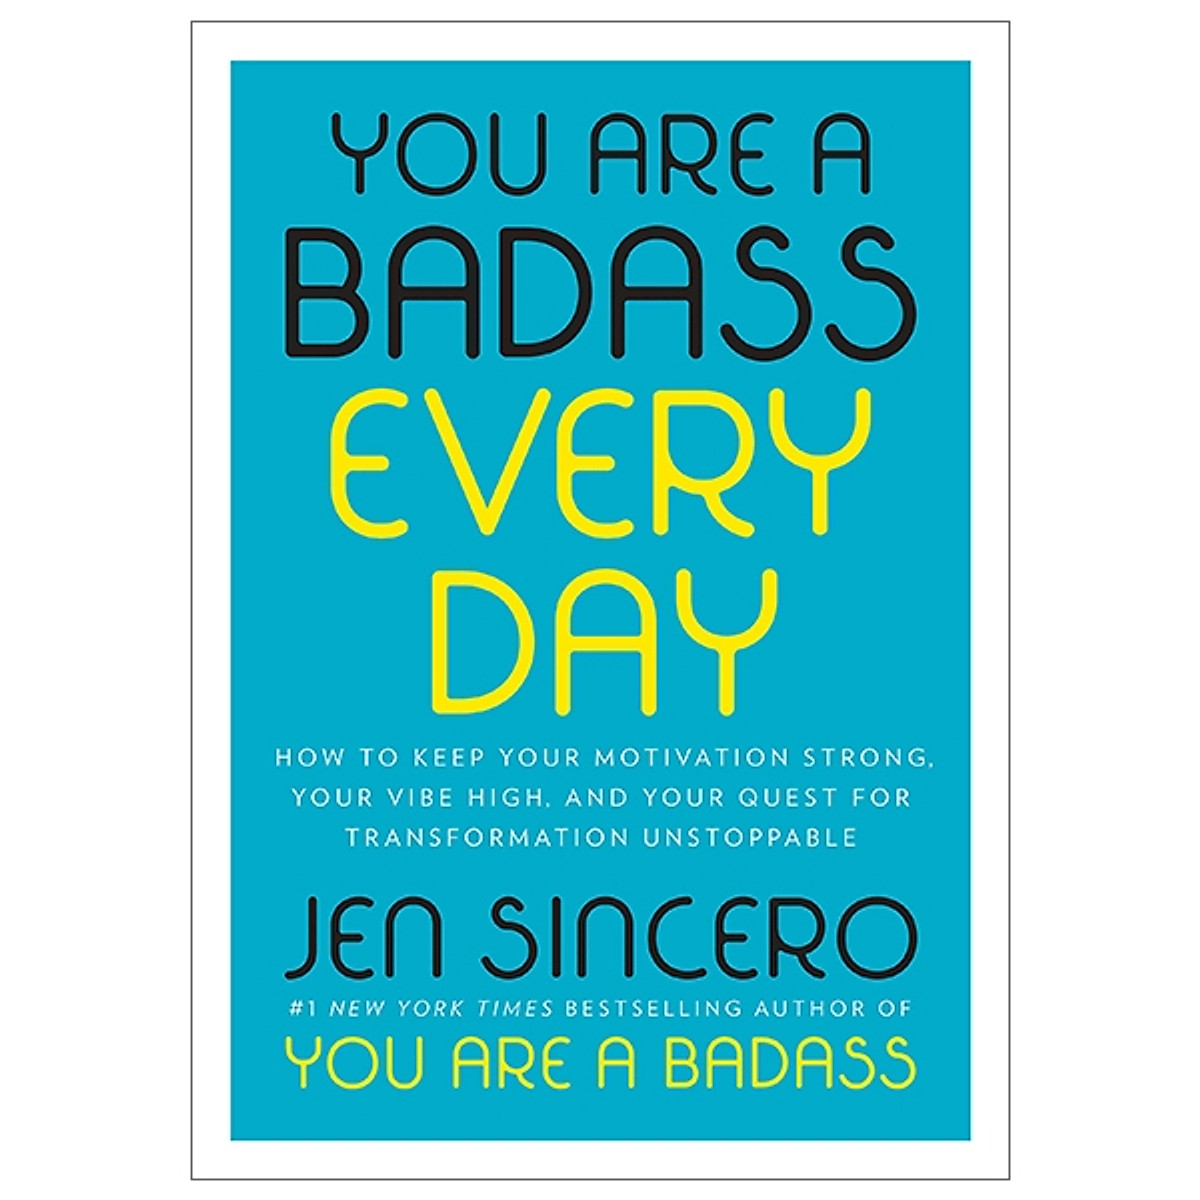 YOU ARE A
BADASS
EVERY
DAY
HOW TO KEEP YOUR MOTIVATION STRONG,
YOUR VIBE HIGH, AND YOUR QUEST FOR
TRANSFORMATION UNSTOPPABLE
JEN SINCERO
#1 NEW YORK TIMES BESTSELLING AUTHOR OF
YOU ARE A BADASS